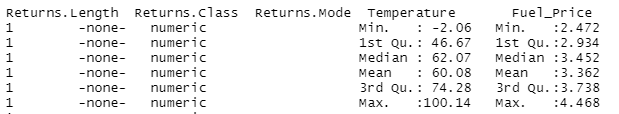 Returns.Length  Returns.Class  Returns.Mode  Temperature       Fuel_Price
1        -none-   numeric                   Min.   : -2.06   Min.   :2.472
1        -none-   numeric                   1st Qu.: 46.67   1st Qu.:2.934
1        -none-   numeric                   Median : 62.07   Median :3.452
1        -none-   numeric                   Mean   : 60.08   Mean   :3.362
1        -none-   numeric                   3rd Qu.: 74.28   3rd Qu.:3.738
1        -none-   numeric                   Max.   :100.14   Max.   :4.468